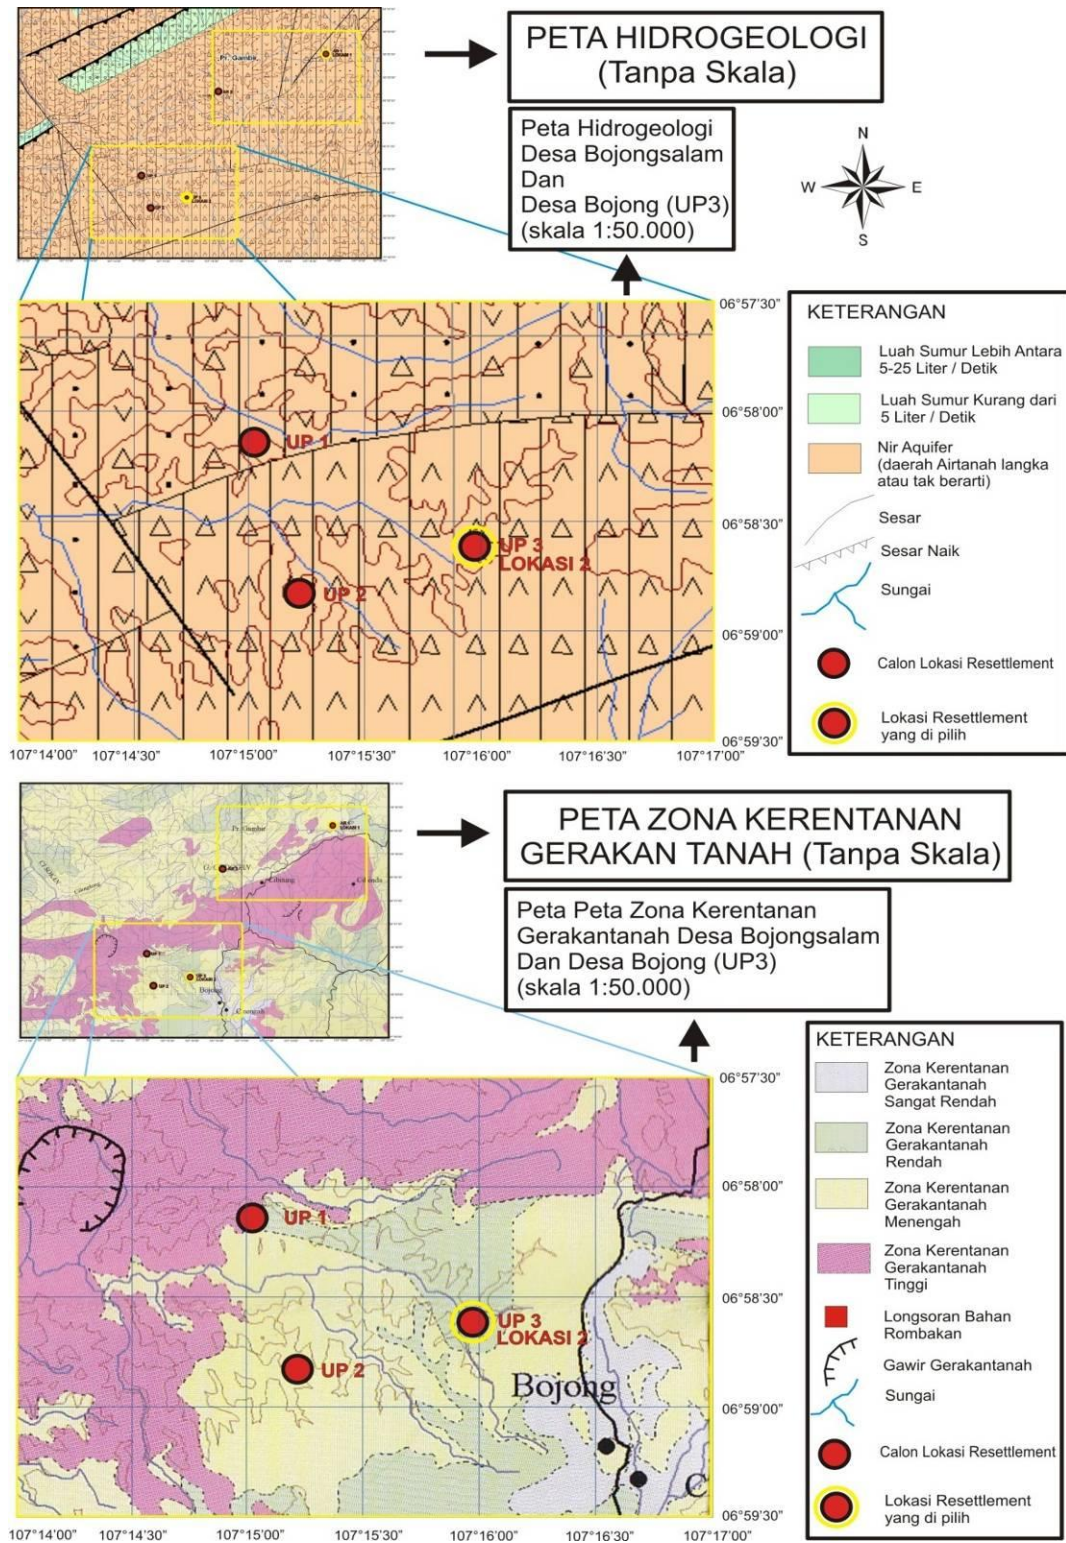 PETA HIDROGEOLOGI
(Tanpa Skala)
Pr. Gambir
Peta Hidrogeologi
Desa Bojongsalam
Dan
Desa Bojong (UP3)
(skala 1:50.000)
N
W
E
S
UP 1
UP 3
LOKASI 2
UP 2
06°57'30"
06°58'00"
06°58'30"
06°59'00"
06°59'30"
107°14'00"
107°14'30"
107°15'00"
107°15'30"
107°16'00"
107°16'30"
107°17'00"
KETERANGAN
Luah Sumur Lebih Antara
5-25 Liter / Detik
Luah Sumur Kurang dari
5 Liter / Detik
Nir Aquifer
(daerah Airtanah langka
atau tak berarti)
Sesar
Sesar Naik
Sungai
Calon Lokasi Resettlement
Lokasi Resettlement
yang di pilih
PETA ZONA KERENTANAN
GERAKAN TANAH (Tanpa Skala)
Pr. Gambir
Cibinung
Bojong
Peta Peta Zona Kerentanan
Gerakantanah Desa Bojongsalam
Dan Desa Bojong (UP3)
(skala 1:50.000)
UP 1
UP 3
LOKASI 2
UP 2
Bojong
C
06°57'30"
06°58'00"
06°58'30"
06°59'00"
06°59'30"
107°14'00"
107°14'30"
107°15'00"
107°15'30"
107°16'00"
107°16'30"
107°17'00"
KETERANGAN
Zona Kerentanan
Gerakantanah
Sangat Rendah
Zona Kerentanan
Gerakantanah
Rendah
Zona Kerentanan
Gerakantanah
Menengah
Zona Kerentanan
Gerakantanah
Tinggi
Longsoran Bahan
Rombakan
Gawir Gerakantanah
Sungai
Calon Lokasi Resettlement
Lokasi Resettlement
yang di pilih